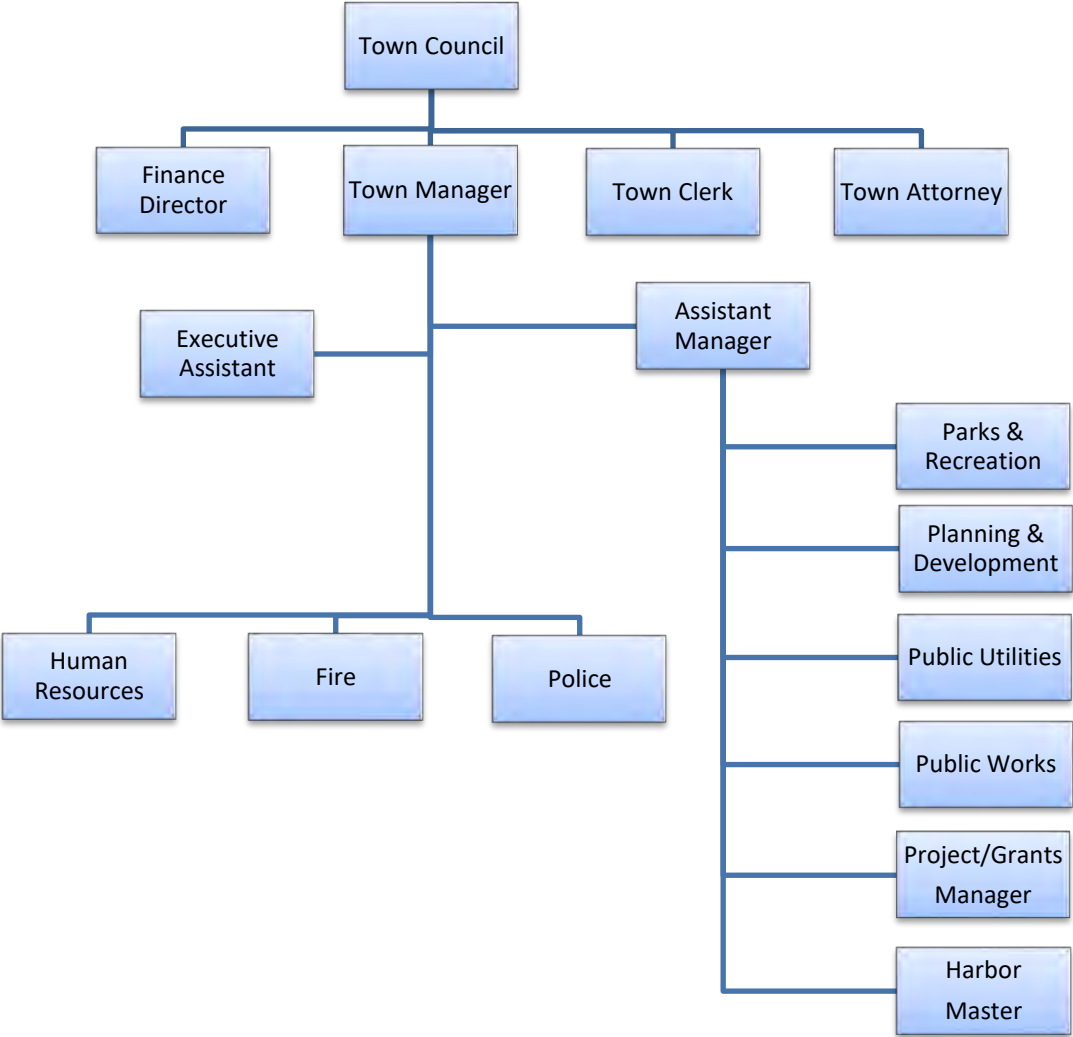 Town Council
Finance
Director
Town Manager
Town Clerk
Town Attorney
Executive
Assistant
Assistant
Manager
Parks &
Recreation
Planning &
Development
Human
Resources
Fire
Police
Public Utilities
Public Works
Project/Grants
Manager
Harbor
Master